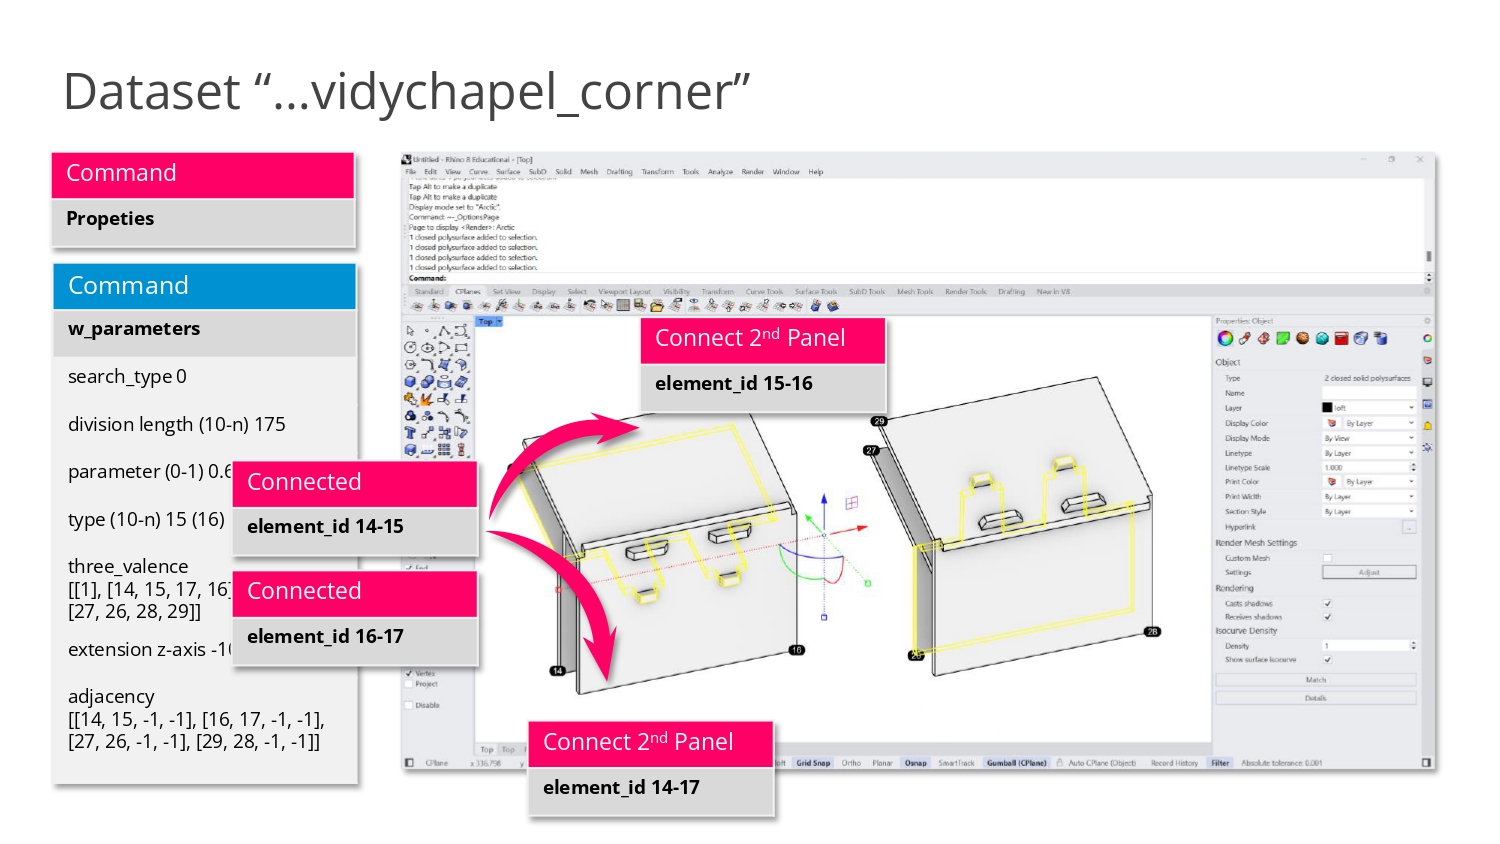 Dataset “…vidychapel_corner”
Command
Propeties
Command
w_parameters
search_type 0
division length (10-n) 175
parameter (0-1) 0.6
type (10-n) 15 (16)
three_valence
[[1], [14, 15, 17, 16]
[27, 26, 28, 29]]
extension z-axis -10
adjacency
[[14, 15, -1, -1], [16, 17, -1, -1],
[27, 26, -1, -1], [29, 28, -1, -1]]
Connected
element_id 14-15
Connected
element_id 16-17
Connect 2nd Panel
element_id 15-16
Connect 2nd Panel
element_id 14-17
Untitled - Rhino 8 Educational - [Top]
File Edit View Curve Surface SubD Solid Mesh Drafting Transform Tools Analyze Render Window Help
Tap Alt to make a duplicate
Tap Alt to make a duplicate
Display mode set to "Arctic".
Command: '-_OptionsPage
Page to display <Render>: Arctic
1 closed polysurface added to selection.
1 closed polysurface added to selection.
1 closed polysurface added to selection.
1 closed polysurface added to selection.
Command:
Standard CPlanes Set View Display Select Viewport Layout Visibility Transform Curve Tools Surface Tools SubD Tools Mesh Tools Render Tools Drafting New in V8
Top
29
27
14
16
28
Properties: Object
Object
Type 2 closed solid polysurfaces
Name
Layer loft
Display Color By Layer
Display Mode By View
Linetype By Layer
Linetype Scale 1.000
Print Color By Layer
Print Width By Layer
Section Style By Layer
Hyperlink ...
Render Mesh Settings
Custom Mesh
Settings Adjust
Rendering
Casts shadows
Receives shadows
Isocurve Density
Density 1
Show surface isocurve
Match
Details
End
Vertex
Project
Disable
Top Top
CPlane x 336.798 y
loft Grid Snap Ortho Planar Osnap SmartTrack Gumball (CPlane) Auto CPlane (Object) Record History Filter Absolute tolerance: 0.001